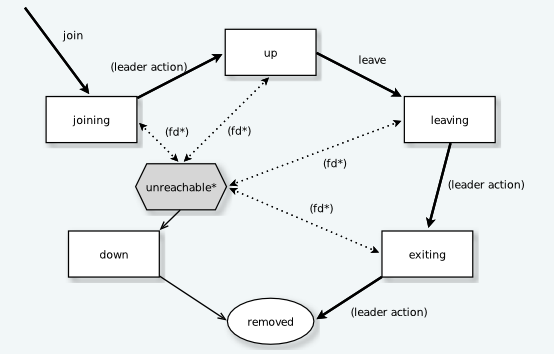 join
up
(leader action)
leave
joining
leaving
(fd*)
(fd*)
(fd*)
unreachable*
(leader action)
(fd*)
down
exiting
(leader action)
removed